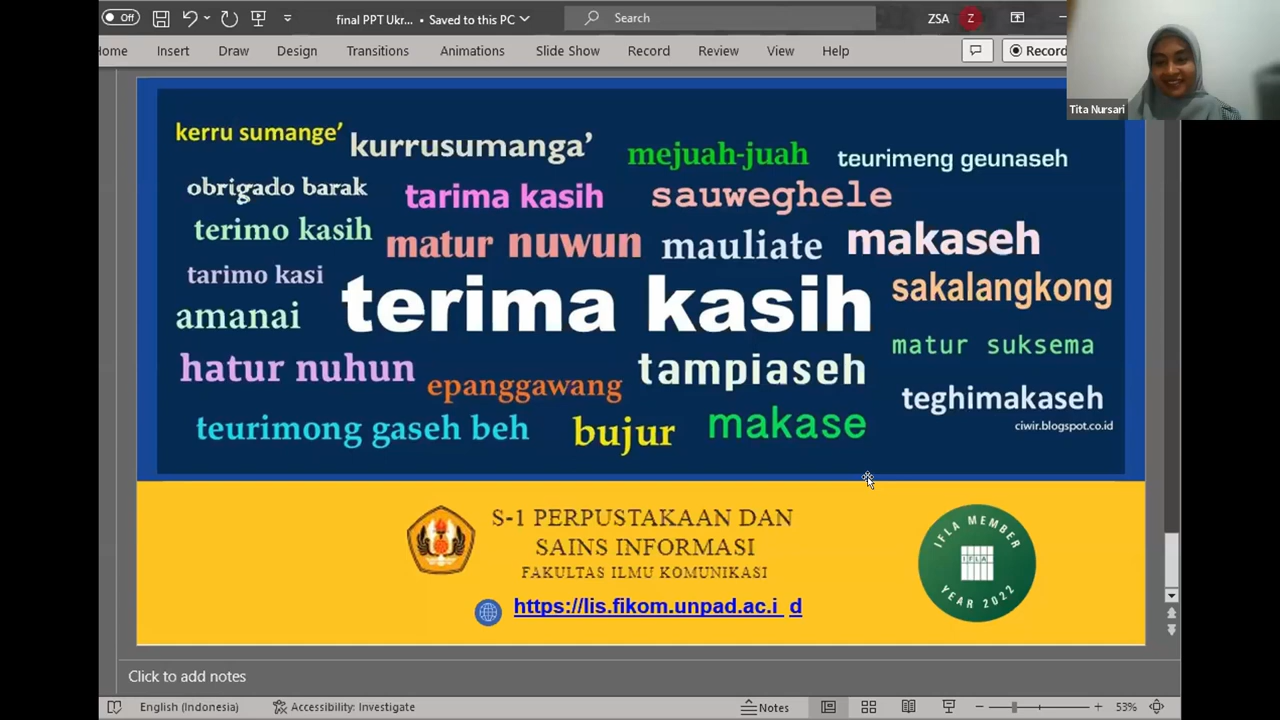 Off
final PPT Ukr... • Saved to this PC
Search
ZSA
Z
Home Insert Draw Design Transitions Animations Slide Show Record Review View Help
Record
Tita Nursari
kerru sumange’ kurrusumanga’ mejuah-juah teurimeng geunaseh
obrigado barak tarima kasih sauweghele
terimo kasih matur nuwun mauliate makaseh
tarimo kasi terima kasih sakalangkong
amanai matur suksema
hatur nuhun epanggawang tampiaseh teghimakaseh
teurimong gaseh beh bujur makase
ciwir.blogspot.co.id
S-1 PERPUSTAKAAN DAN
SAINS INFORMASI
FAKULTAS ILMU KOMUNIKASI
https://lis.fikom.unpad.ac.i d
IFLA MEMBER
IFLA
YEAR 2022
Click to add notes
English (Indonesia) Accessibility: Investigate Notes 53%